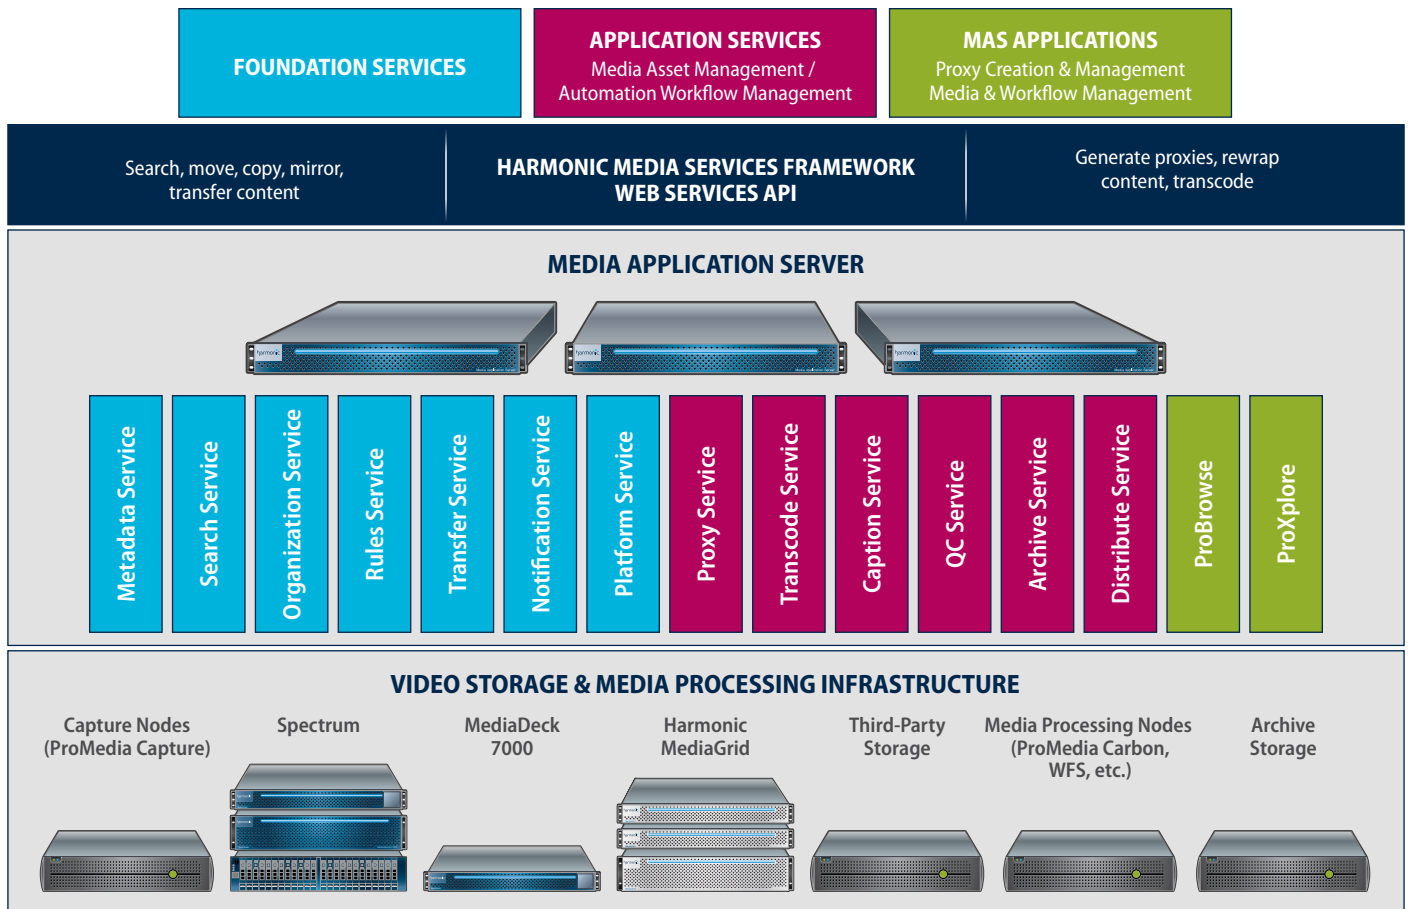 FOUNDATION SERVICES
APPLICATION SERVICES
Media Asset Management /
Automation Workflow Management
MAS APPLICATIONS
Proxy Creation & Management
Media & Workflow Management
Search, move, copy, mirror,
transfer content
HARMONIC MEDIA SERVICES FRAMEWORK
WEB SERVICES API
Generate proxies, rewrap
content, transcode
MEDIA APPLICATION SERVER
harmonic
harmonic
harmonic
Metadata Service
Search Service
Organization Service
Rules Service
Transfer Service
Notification Service
Platform Service
Proxy Service
Transcode Service
Caption Service
QC Service
Archive Service
Distribute Service
ProBrowse
ProXplore
VIDEO STORAGE & MEDIA PROCESSING INFRASTRUCTURE
Capture Nodes
(ProMedia Capture)
Spectrum
MediaDeck
7000
Harmonic
MediaGrid
Third-Party
Storage
Media Processing Nodes
(ProMedia Carbon,
WFS, etc.)
Archive
Storage